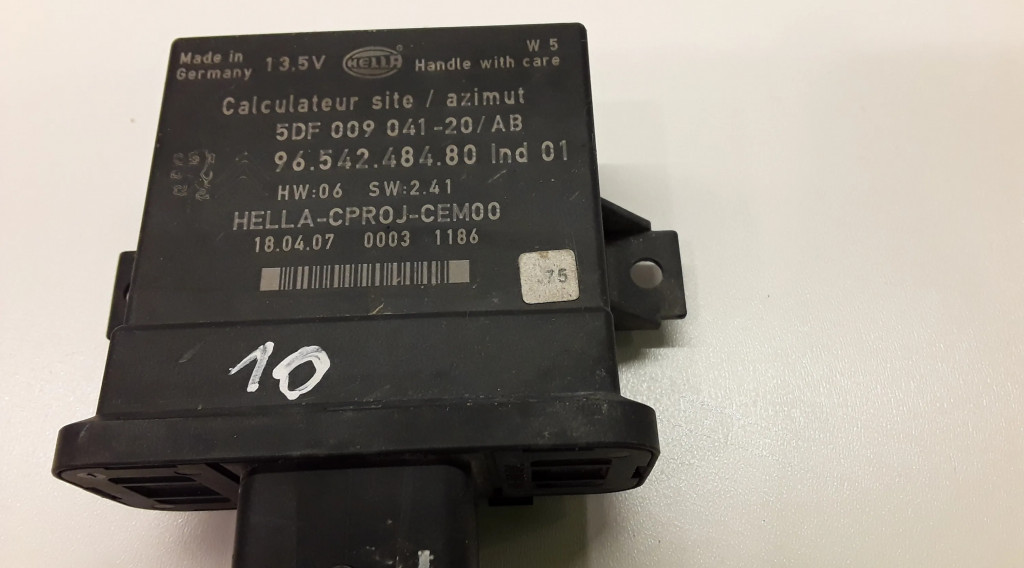 Made in
Germany
13.5V
HELLA
W 5
Handle with care
Calculateur site / azimut
5DF 009 041-20/AB
96.542.484.80 Ind 01
HW:06 SW:2.41
HELLA-CPROJ-CEM00
18.04.07 0003 1186
75
10